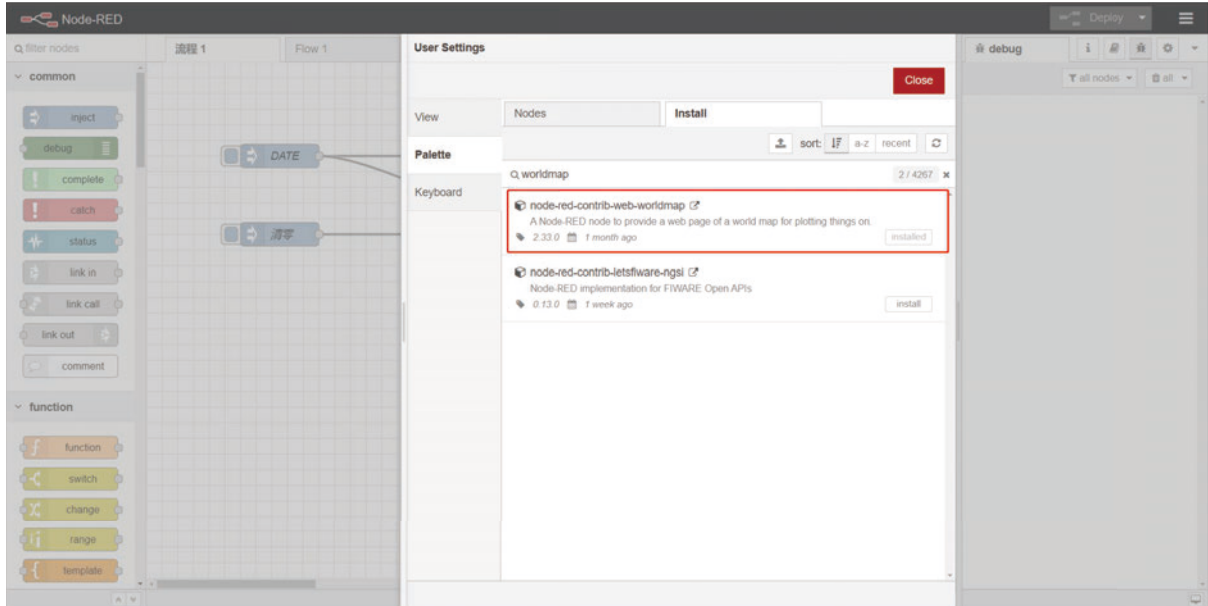 Node-RED
Deploy
filter nodes
流程 1
Flow 1
User Settings
debug
i
common
Close
all nodes
all
inject
View
Nodes
Install
debug
DATE
Palette
sort:
a-z
recent
complete
worldmap
2 / 4267
Keyboard
catch
node-red-contrib-web-worldmap
A Node-RED node to provide a web page of a world map for plotting things on.
status
清零
2.33.0
1 month ago
installed
link in
node-red-contrib-letsfiware-ngsi
Node-RED implementation for FIWARE Open APIs
link call
0.13.0
1 week ago
install
link out
comment
function
function
switch
change
range
template